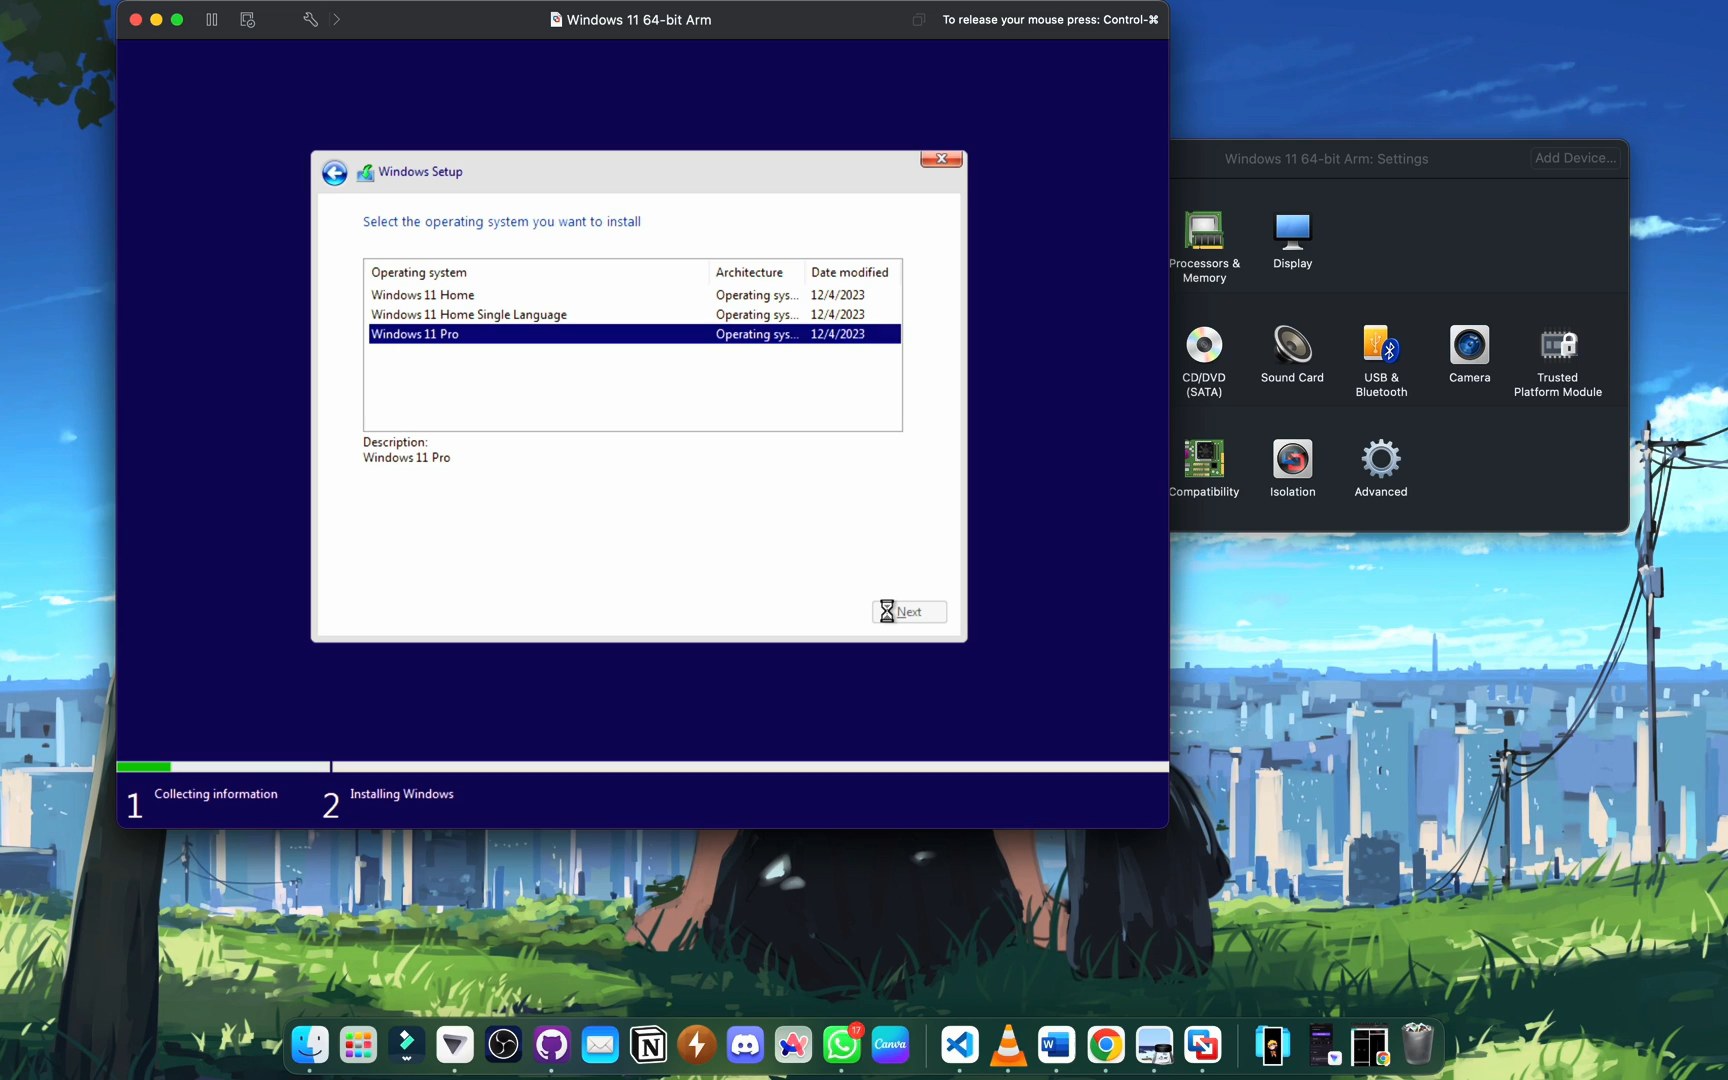 Windows 11 64-bit Arm
To release your mouse press: Control-⌘
Windows Setup
Select the operating system you want to install
Operating system Architecture Date modified
Windows 11 Home Operating sys... 12/4/2023
Windows 11 Home Single Language Operating sys... 12/4/2023
Windows 11 Pro Operating sys... 12/4/2023
Description:
Windows 11 Pro
Next
1 Collecting information
2 Installing Windows
Windows 11 64-bit Arm: Settings
Add Device...
Processors &
Memory
Display
CD/DVD
(SATA)
Sound Card
USB &
Bluetooth
Camera
Trusted
Platform Module
Compatibility
Isolation
Advanced
17
Canva